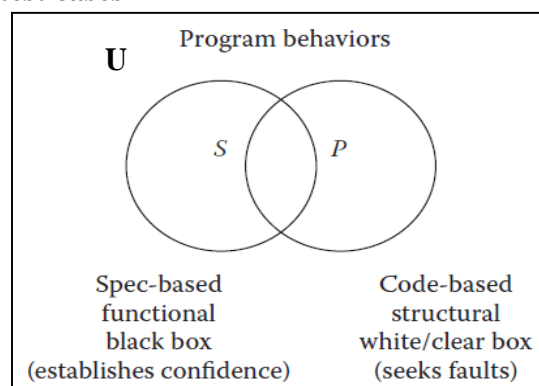 Program behaviors
U
S
P
Spec-based
functional
black box
(establishes confidence)
Code-based
structural
white/clear box
(seeks faults)